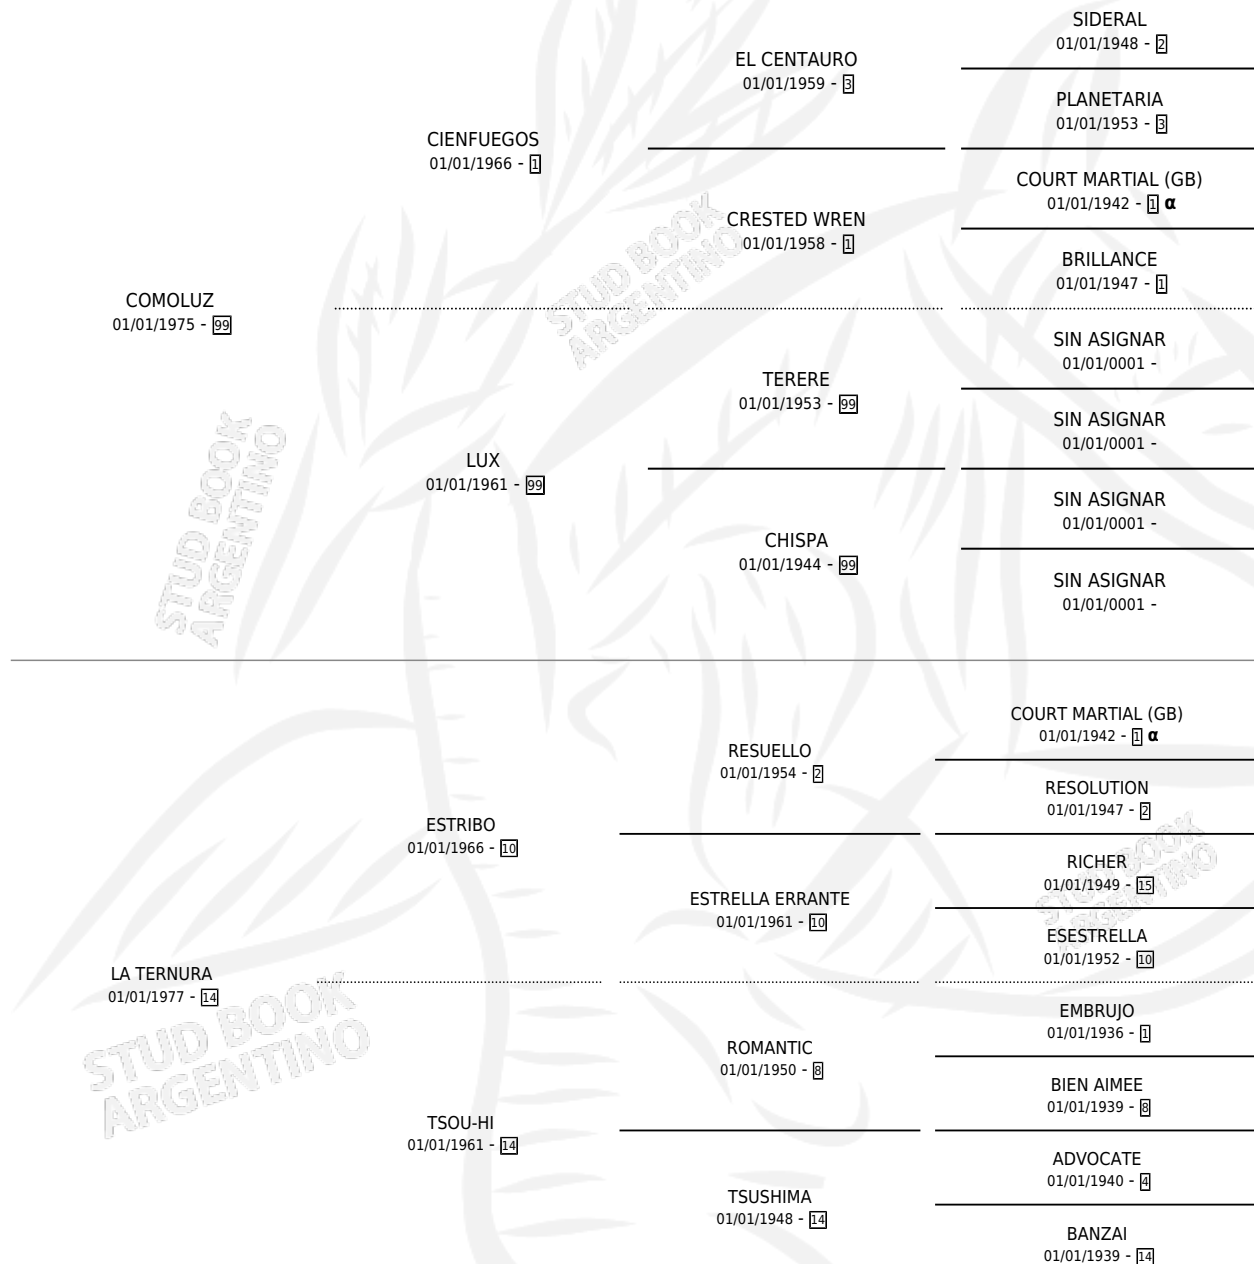 SIDERAL
01/01/1948 - 2
EL CENTAURO
01/01/1959 - 3
PLANETARIA
01/01/1953 - 3
CIENFUEGOS
01/01/1966 - 1
COURT MARTIAL (GB)
01/01/1942 - 1 α
CRESTED WREN
01/01/1958 - 1
BRILLANCE
01/01/1947 - 1
COMOLUZ
01/01/1975 - 99
SIN ASIGNAR
01/01/0001 -
TERERE
01/01/1953 - 99
SIN ASIGNAR
01/01/0001 -
LUX
01/01/1961 - 99
SIN ASIGNAR
01/01/0001 -
CHISPA
01/01/1944 - 99
SIN ASIGNAR
01/01/0001 -
COURT MARTIAL (GB)
01/01/1942 - 1 α
RESUELLO
01/01/1954 - 2
RESOLUTION
01/01/1947 - 2
ESTRIBO
01/01/1966 - 10
RICHER
01/01/1949 - 15
ESTRELLA ERRANTE
01/01/1961 - 10
ESESTRELLA
01/01/1952 - 10
LA TERNURA
01/01/1977 - 14
EMBRUJO
01/01/1936 - 1
ROMANTIC
01/01/1950 - 8
BIEN AIMEE
01/01/1939 - 8
TSOU-HI
01/01/1961 - 14
ADVOCATE
01/01/1940 - 4
TSUSHIMA
01/01/1948 - 14
BANZAI
01/01/1939 - 14
STUD BOOK
ARGENTINO
STUD BOOK
ARGENTINO
STUD BOOK
ARGENTINO
STUD BOOK
ARGENTINO